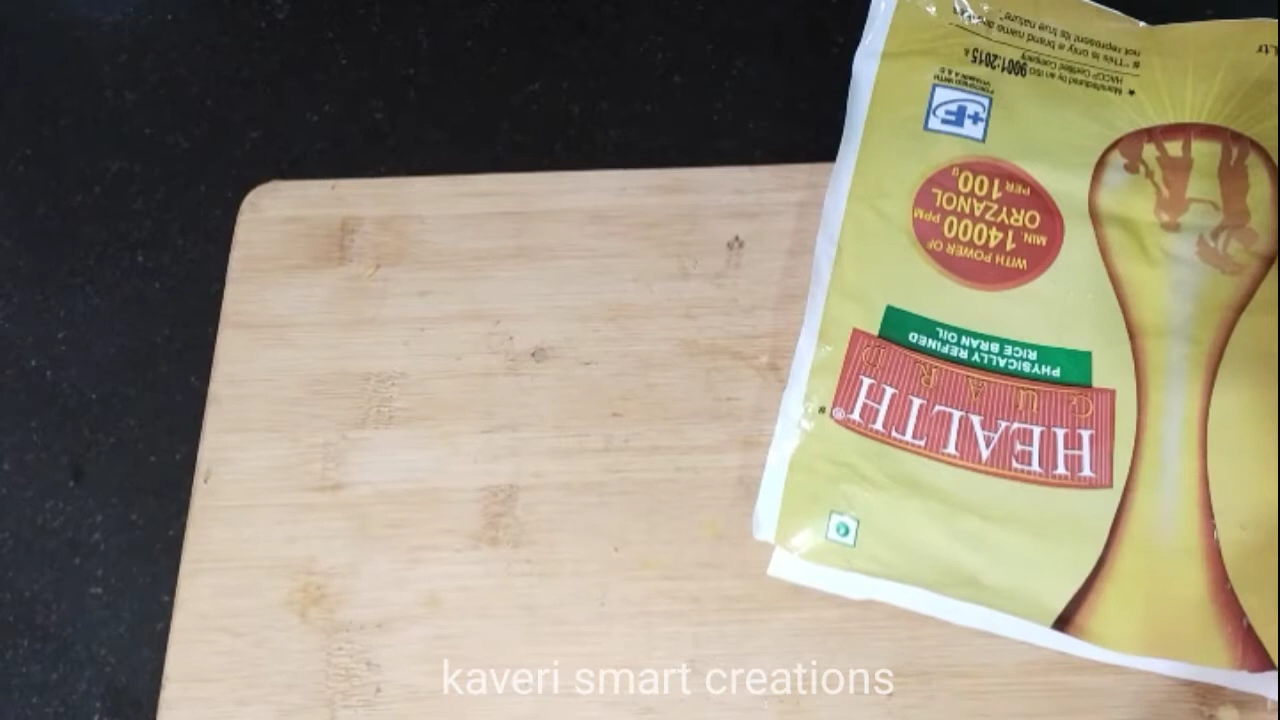 HEALTH®
GUARD
#
PHYSICALLY REFINED
RICE BRAN OIL
WITH POWER OF
MIN. 14000 PPM
ORYZANOL
PER 100g
+F
FORTIFIED WITH
VITAMIN A & D
★ Manufactured by an ISO 9001:2015 &
HACCP Certified Company
# "This is only a brand name and
not represent its true nature".
Ltr
kaveri smart creations